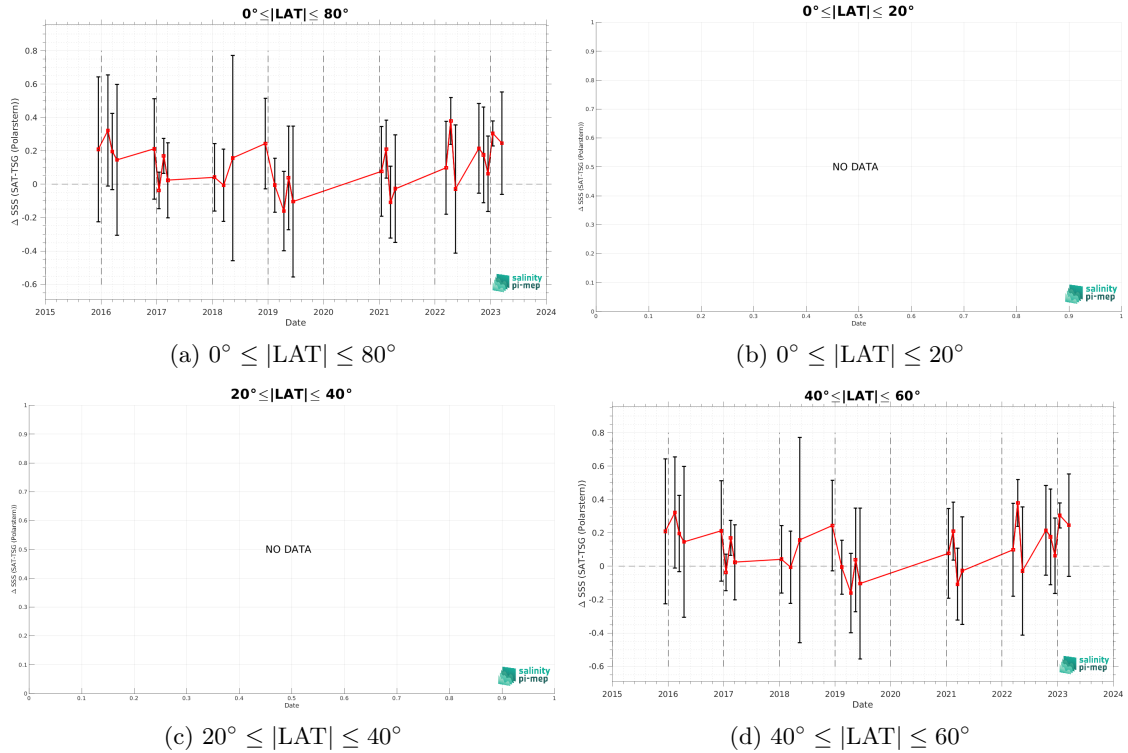 0°≤|LAT|≤ 80°
Δ SSS (SAT-TSG (Polarstern))
0.8
0.6
0.4
0.2
0
-0.2
-0.4
-0.6
2015 2016 2017 2018 2019 2020 2021 2022 2023 2024
Date
salinity
pi-mep
(a) 0° ≤ |LAT| ≤ 80°
0°≤|LAT|≤ 20°
Δ SSS (SAT-TSG (Polarstern))
1
0.9
0.8
0.7
0.6
0.5
0.4
0.3
0.2
0.1
0
NO DATA
0 0.1 0.2 0.3 0.4 0.5 0.6 0.7 0.8 0.9 1
Date
salinity
pi-mep
(b) 0° ≤ |LAT| ≤ 20°
20°≤|LAT|≤ 40°
Δ SSS (SAT-TSG (Polarstern))
1
0.9
0.8
0.7
0.6
0.5
0.4
0.3
0.2
0.1
0
NO DATA
0 0.1 0.2 0.3 0.4 0.5 0.6 0.7 0.8 0.9 1
Date
salinity
pi-mep
(c) 20° ≤ |LAT| ≤ 40°
40°≤|LAT|≤ 60°
Δ SSS (SAT-TSG (Polarstern))
0.8
0.6
0.4
0.2
0
-0.2
-0.4
-0.6
2015 2016 2017 2018 2019 2020 2021 2022 2023 2024
Date
salinity
pi-mep
(d) 40° ≤ |LAT| ≤ 60°